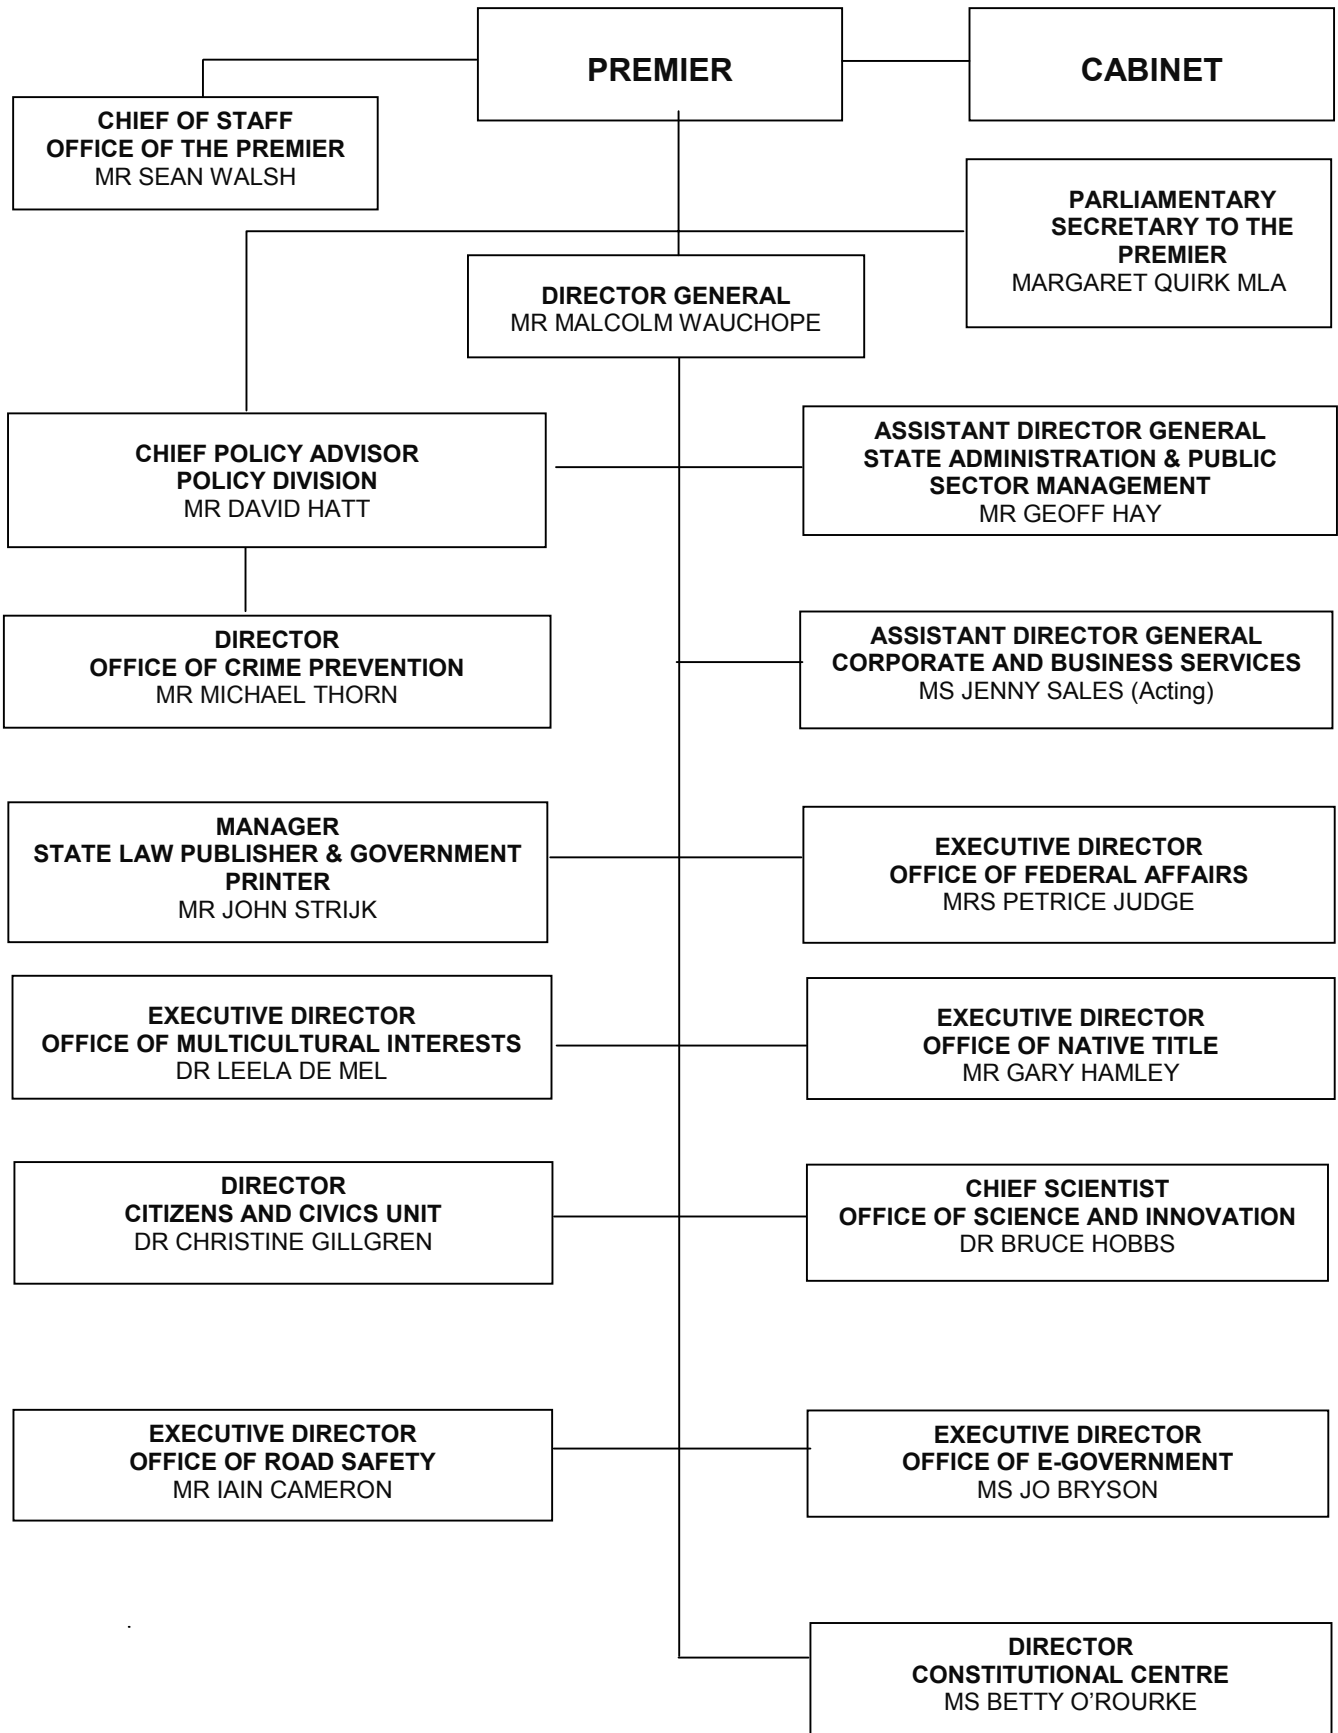 PREMIER
CABINET
CHIEF OF STAFF
OFFICE OF THE PREMIER
MR SEAN WALSH
PARLIAMENTARY
SECRETARY TO THE
PREMIER
MARGARET QUIRK MLA
DIRECTOR GENERAL
MR MALCOLM WAUCHOPE
CHIEF POLICY ADVISOR
POLICY DIVISION
MR DAVID HATT
ASSISTANT DIRECTOR GENERAL
STATE ADMINISTRATION & PUBLIC
SECTOR MANAGEMENT
MR GEOFF HAY
DIRECTOR
OFFICE OF CRIME PREVENTION
MR MICHAEL THORN
ASSISTANT DIRECTOR GENERAL
CORPORATE AND BUSINESS SERVICES
MS JENNY SALES (Acting)
MANAGER
STATE LAW PUBLISHER & GOVERNMENT
PRINTER
MR JOHN STRIJK
EXECUTIVE DIRECTOR
OFFICE OF FEDERAL AFFAIRS
MRS PETRICE JUDGE
EXECUTIVE DIRECTOR
OFFICE OF MULTICULTURAL INTERESTS
DR LEELA DE MEL
EXECUTIVE DIRECTOR
OFFICE OF NATIVE TITLE
MR GARY HAMLEY
DIRECTOR
CITIZENS AND CIVICS UNIT
DR CHRISTINE GILLGREN
CHIEF SCIENTIST
OFFICE OF SCIENCE AND INNOVATION
DR BRUCE HOBBS
EXECUTIVE DIRECTOR
OFFICE OF ROAD SAFETY
MR IAIN CAMERON
EXECUTIVE DIRECTOR
OFFICE OF E-GOVERNMENT
MS JO BRYSON
.
DIRECTOR
CONSTITUTIONAL CENTRE
MS BETTY O'ROURKE